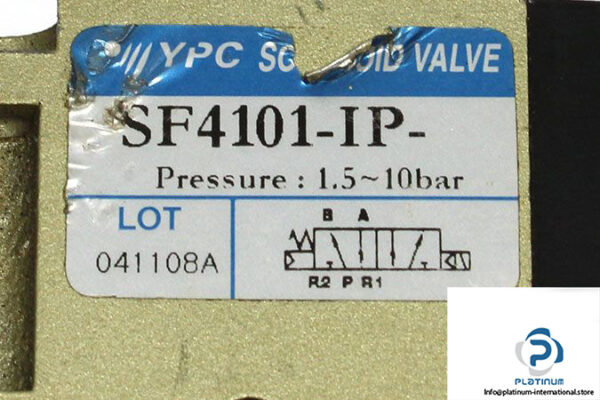 YPC VALVE
SF4101-IP-
Pressure : 1.5~10bar
LOT
041108A
B A
R2 P R1
PLATINUM
Info@platinum-international.store